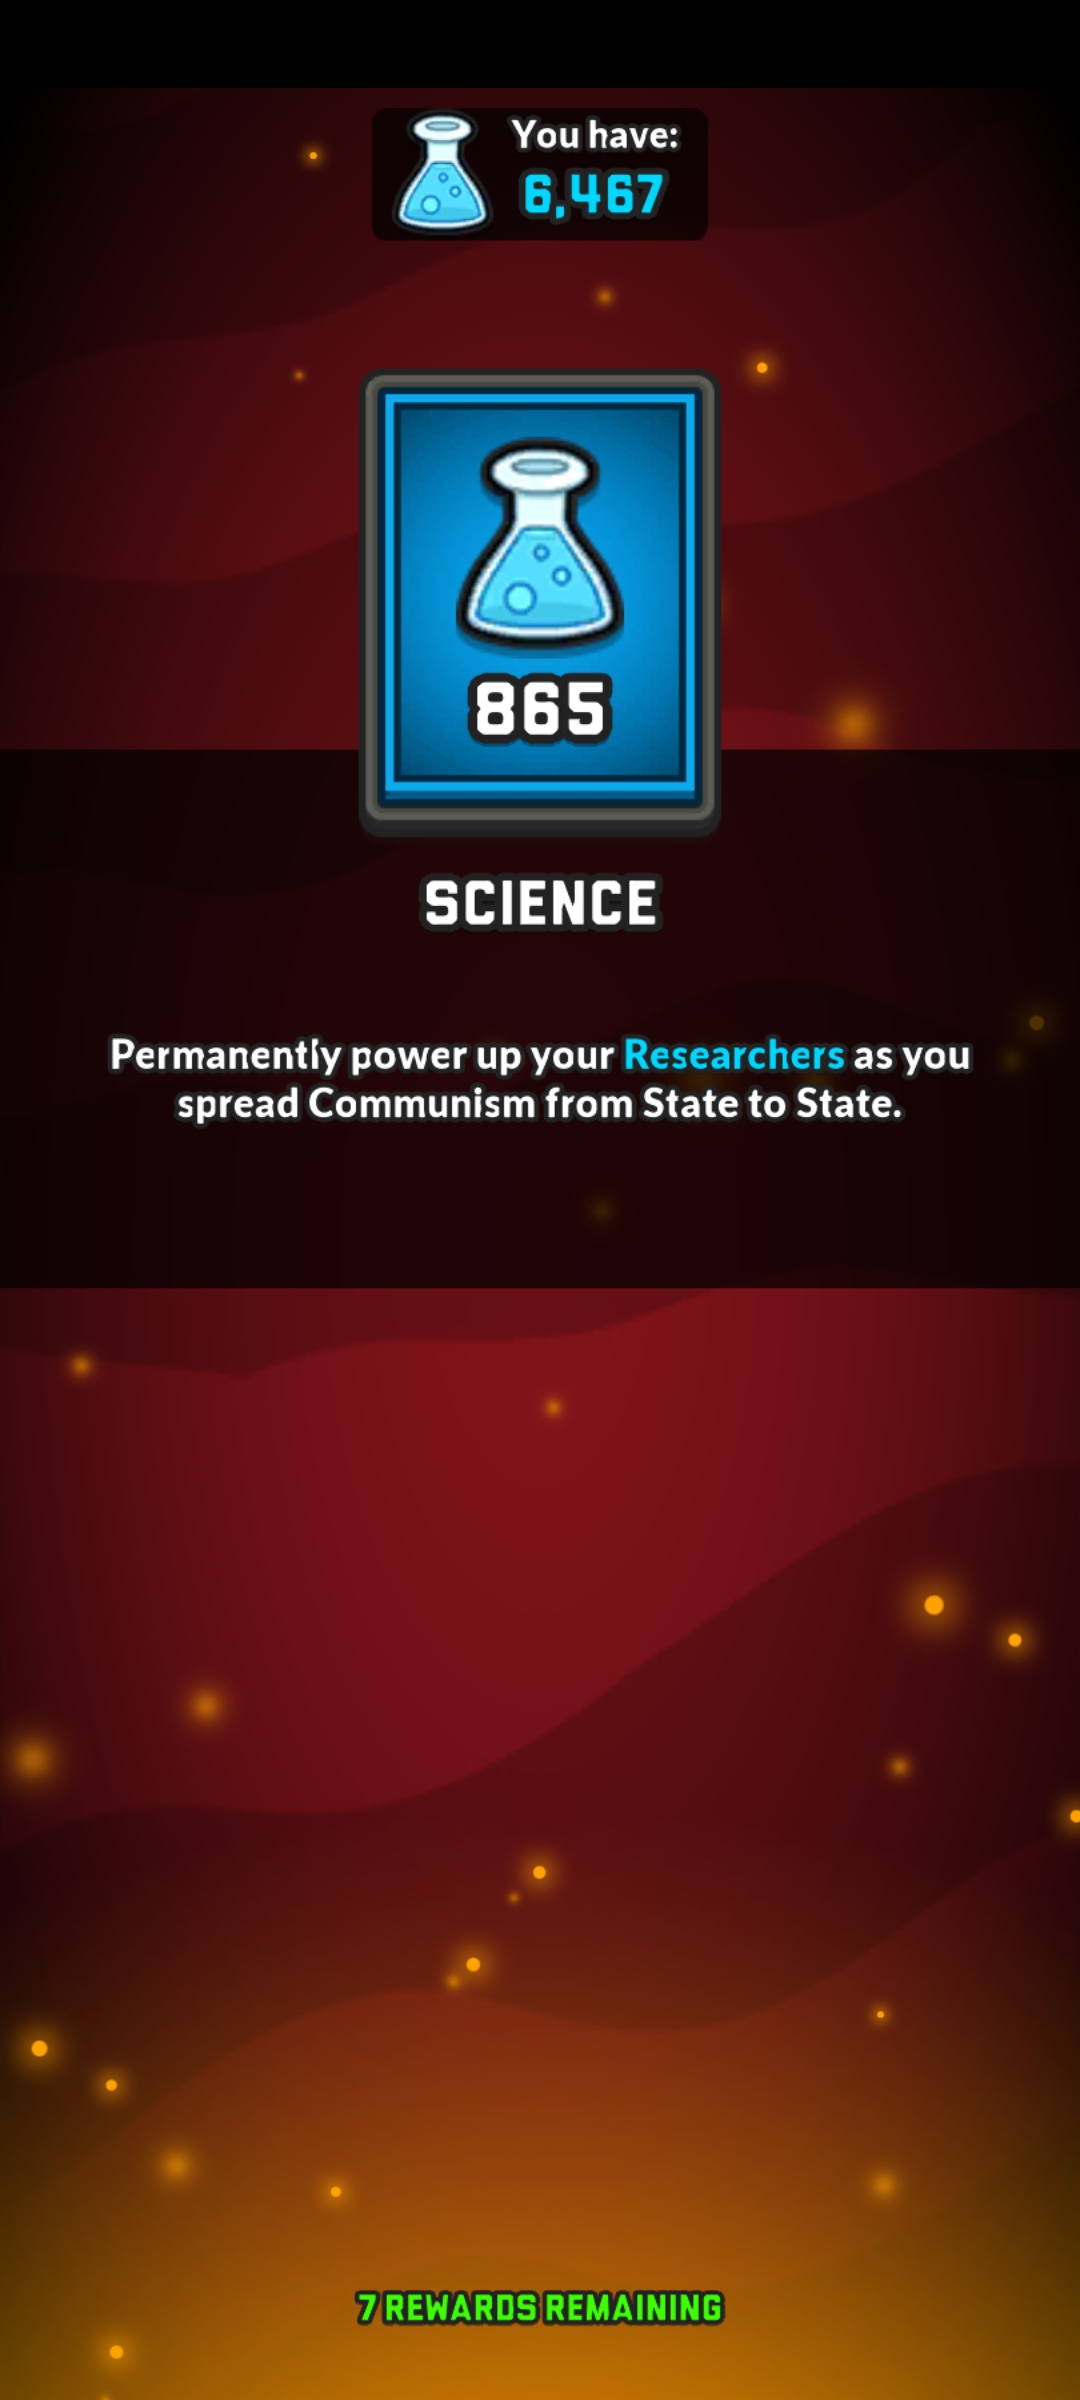 You have:
6,467
865
SCIENCE
Permanently power up your Researchers as you
spread Communism from State to State.
7 REWARDS REMAINING